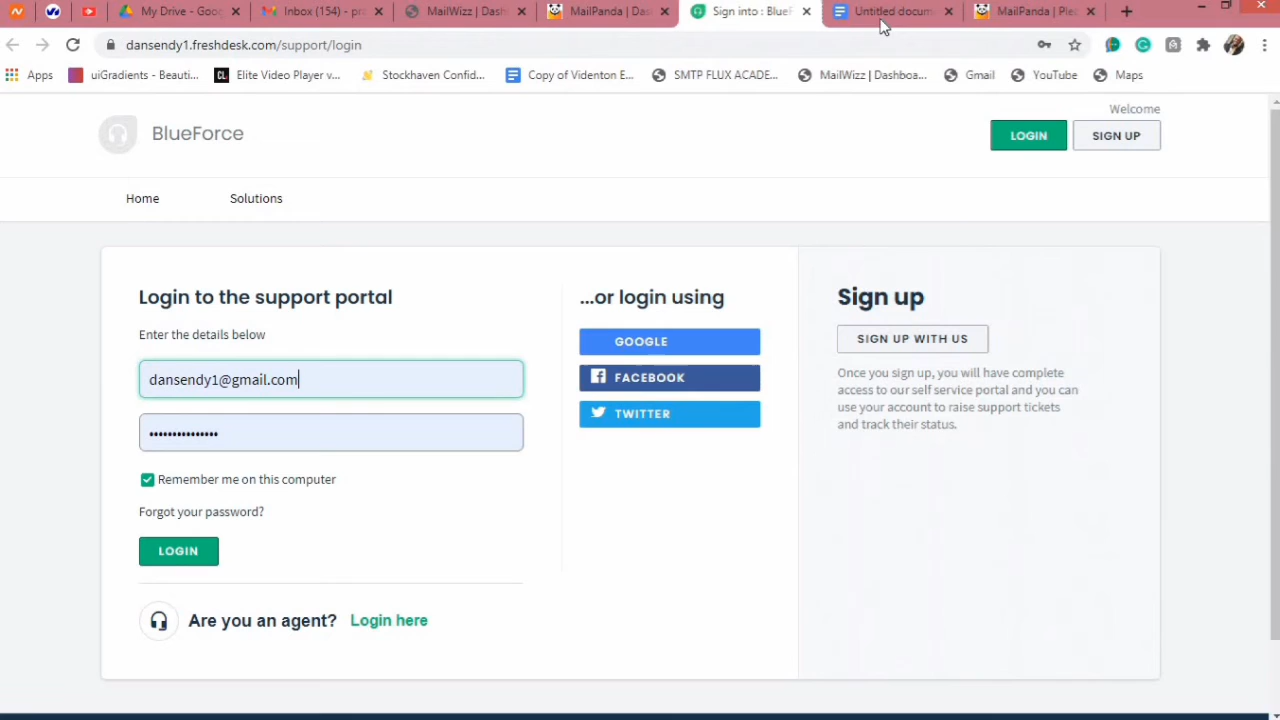 My Drive - Goo
Inbox (154) - pr
MailWizz | Dash
MailPanda | Das
Sign into : BlueF
Untitled docum
MailPanda | Plea
dansendy1.freshdesk.com/support/login
Apps
uiGradients - Beauti...
Elite Video Player v...
Stockhaven Confid...
Copy of Videnton E...
SMTP FLUX ACADE...
MailWizz | Dashboa...
Gmail
YouTube
Maps
BlueForce
Welcome
LOGIN
SIGN UP
Home
Solutions
Login to the support portal
Enter the details below
dansendy1@gmail.com
Remember me on this computer
Forgot your password?
LOGIN
Are you an agent? Login here
...or login using
GOOGLE
FACEBOOK
TWITTER
Sign up
SIGN UP WITH US
Once you sign up, you will have complete
access to our self service portal and you can
use your account to raise support tickets
and track their status.